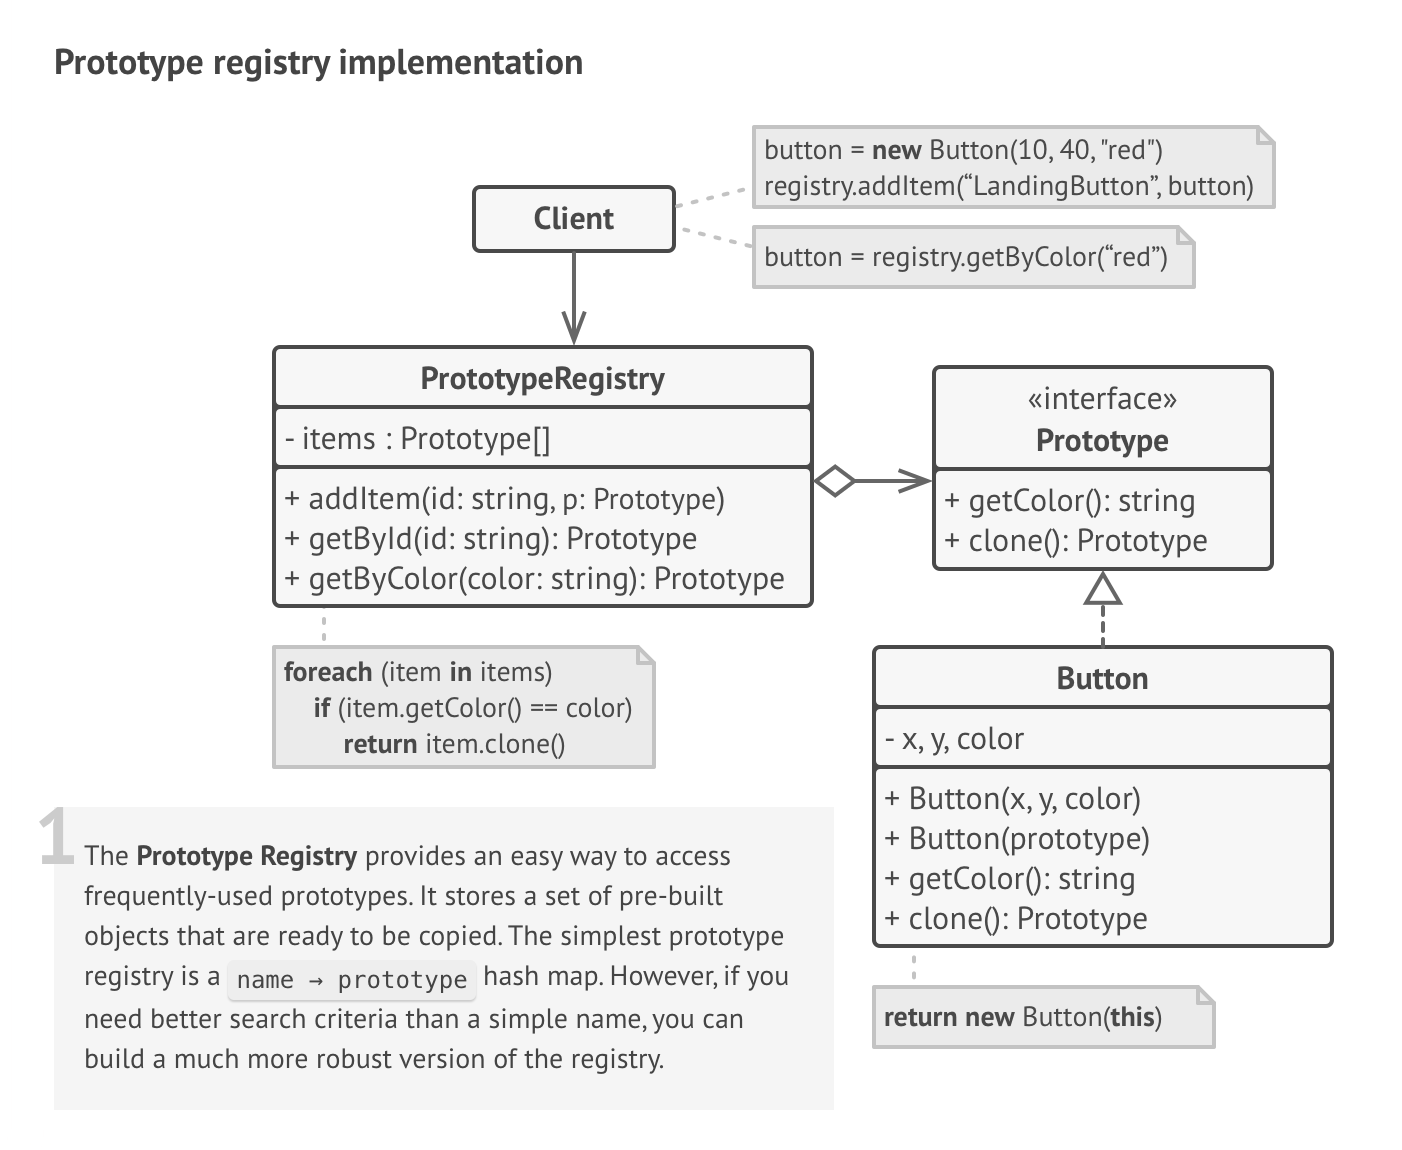 Prototype registry implementation
button = new Button(10, 40, "red")
registry.addItem(“LandingButton”, button)
Client
button = registry.getByColor(“red”)
PrototypeRegistry
- items : Prototype[]
+ addItem(id: string, p: Prototype)
+ getById(id: string): Prototype
+ getByColor(color: string): Prototype
«interface»
Prototype
+ getColor(): string
+ clone(): Prototype
foreach (item in items)
if (item.getColor() == color)
return item.clone()
Button
- x, y, color
+ Button(x, y, color)
+ Button(prototype)
+ getColor(): string
+ clone(): Prototype
return new Button(this)
1
The Prototype Registry provides an easy way to access
frequently-used prototypes. It stores a set of pre-built
objects that are ready to be copied. The simplest prototype
registry is a name → prototype hash map. However, if you
need better search criteria than a simple name, you can
build a much more robust version of the registry.